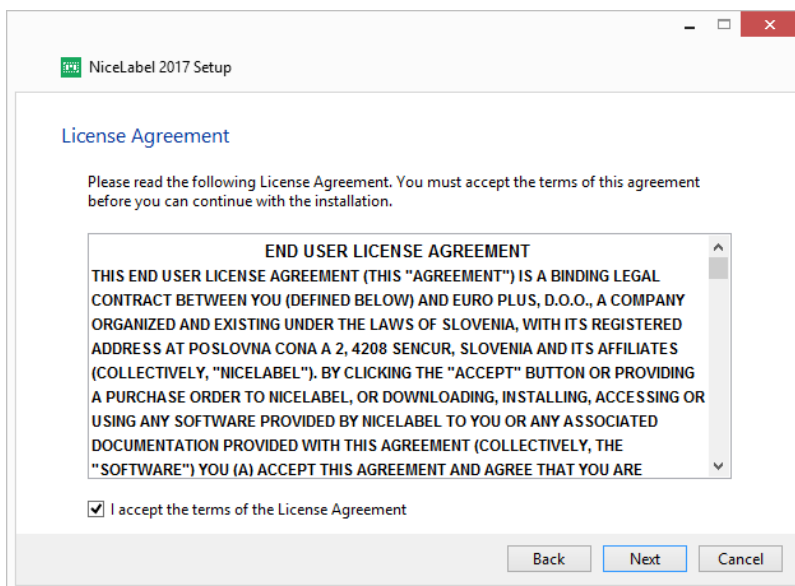 NiceLabel 2017 Setup
License Agreement
Please read the following License Agreement. You must accept the terms of this agreement
before you can continue with the installation.
END USER LICENSE AGREEMENT
THIS END USER LICENSE AGREEMENT (THIS "AGREEMENT") IS A BINDING LEGAL
CONTRACT BETWEEN YOU (DEFINED BELOW) AND EURO PLUS, D.O.O., A COMPANY
ORGANIZED AND EXISTING UNDER THE LAWS OF SLOVENIA, WITH ITS REGISTERED
ADDRESS AT POSLOVNA CONA A 2, 4208 SENCUR, SLOVENIA AND ITS AFFILIATES
(COLLECTIVELY, "NICELABEL"). BY CLICKING THE "ACCEPT" BUTTON OR PROVIDING
A PURCHASE ORDER TO NICELABEL, OR DOWNLOADING, INSTALLING, ACCESSING OR
USING ANY SOFTWARE PROVIDED BY NICELABEL TO YOU OR ANY ASSOCIATED
DOCUMENTATION PROVIDED WITH THIS AGREEMENT (COLLECTIVELY, THE
"SOFTWARE") YOU (A) ACCEPT THIS AGREEMENT AND AGREE THAT YOU ARE
I accept the terms of the License Agreement
Back Next Cancel